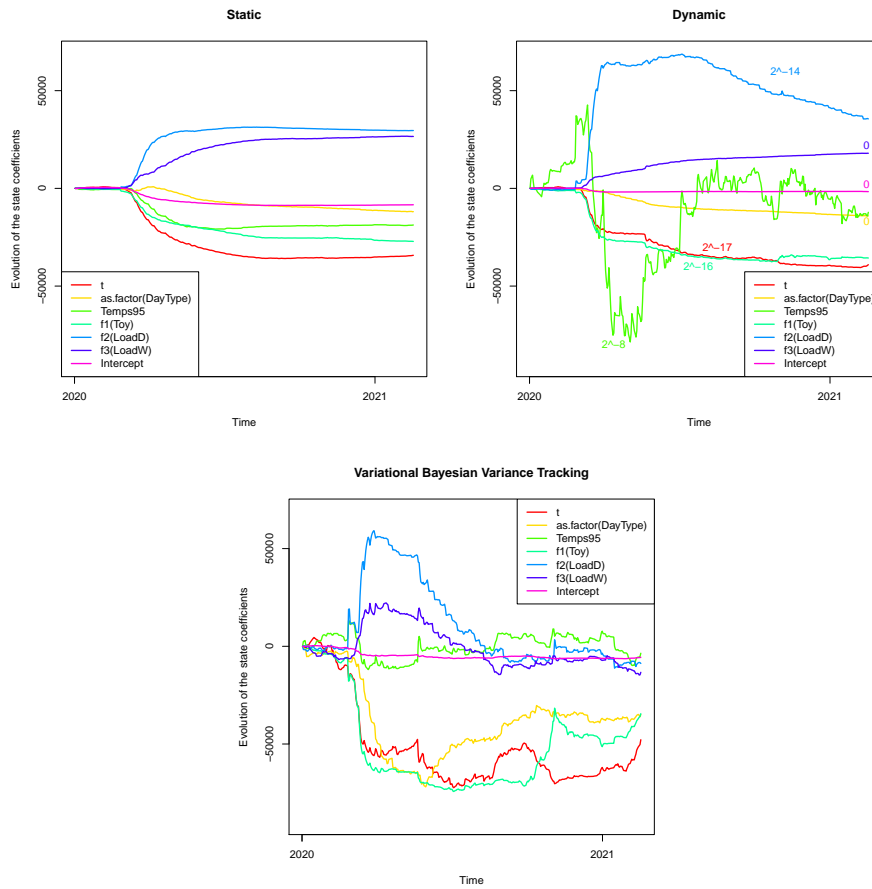 Static
Evolution of the state coefficients
50000
0
−50000
t
as.factor(DayType)
Temps95
f1(Toy)
f2(LoadD)
f3(LoadW)
Intercept
2020
2021
Time
Dynamic
Evolution of the state coefficients
50000
0
−50000
2^−14
0
0
0
2^−17
2^−16
2^−8
t
as.factor(DayType)
Temps95
f1(Toy)
f2(LoadD)
f3(LoadW)
Intercept
2020
2021
Time
Variational Bayesian Variance Tracking
Evolution of the state coefficients
50000
0
−50000
t
as.factor(DayType)
Temps95
f1(Toy)
f2(LoadD)
f3(LoadW)
Intercept
2020
2021
Time